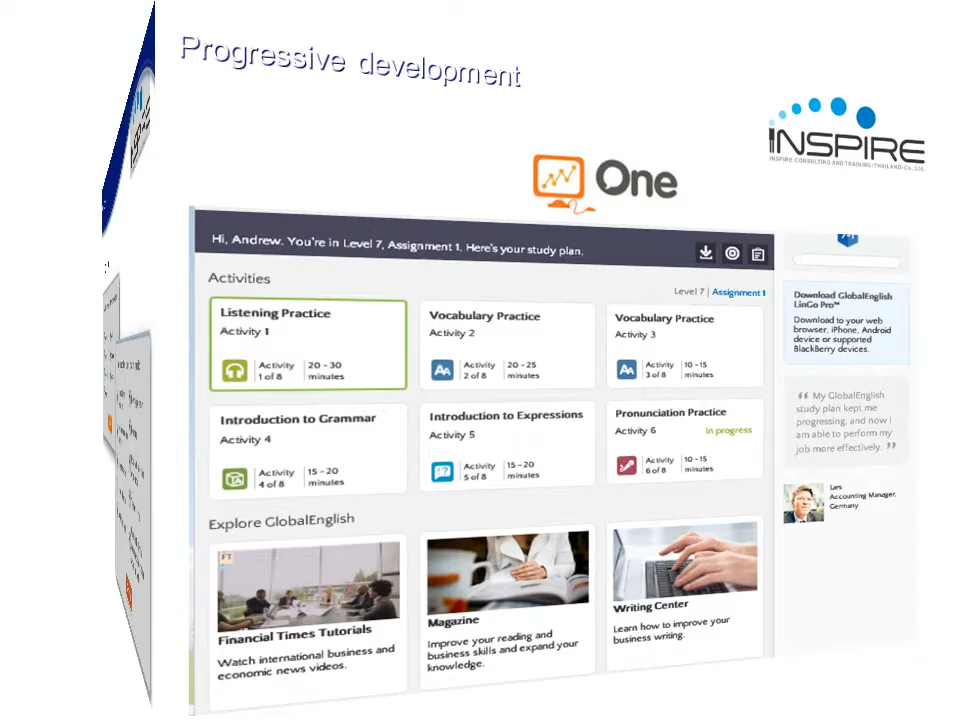 Progressive development
INSPIRE
INSPIRE CONSULTING AND TRAINING (THAILAND) Co., Ltd.
One
Hi, Andrew. You're in Level 7, Assignment 1. Here's your study plan.
Activities
Level 7 | Assignment 1
Listening Practice
Activity 1
Activity
1 of 8
20 - 30
minutes
Vocabulary Practice
Activity 2
Activity
2 of 8
20 - 25
minutes
Vocabulary Practice
Activity 3
Activity
3 of 8
10 - 15
minutes
Introduction to Grammar
Activity 4
Activity
4 of 8
15 - 20
minutes
Introduction to Expressions
Activity 5
Activity
5 of 8
15 - 20
minutes
Pronunciation Practice
Activity 6
In progress
Activity
6 of 8
10 - 15
minutes
Explore GlobalEnglish
FT
Financial Times Tutorials
Watch international business and
economic news videos.
Magazine
Improve your reading and
business skills and expand your
knowledge.
Writing Center
Learn how to improve your
business writing.
Download GlobalEnglish
LinGo Pro™
Download to your web
browser, iPhone, Android
device or supported
BlackBerry devices.
“ My GlobalEnglish
study plan kept me
progressing, and now I
am able to perform my
job more effectively. ”
Lars
Accounting Manager,
Germany